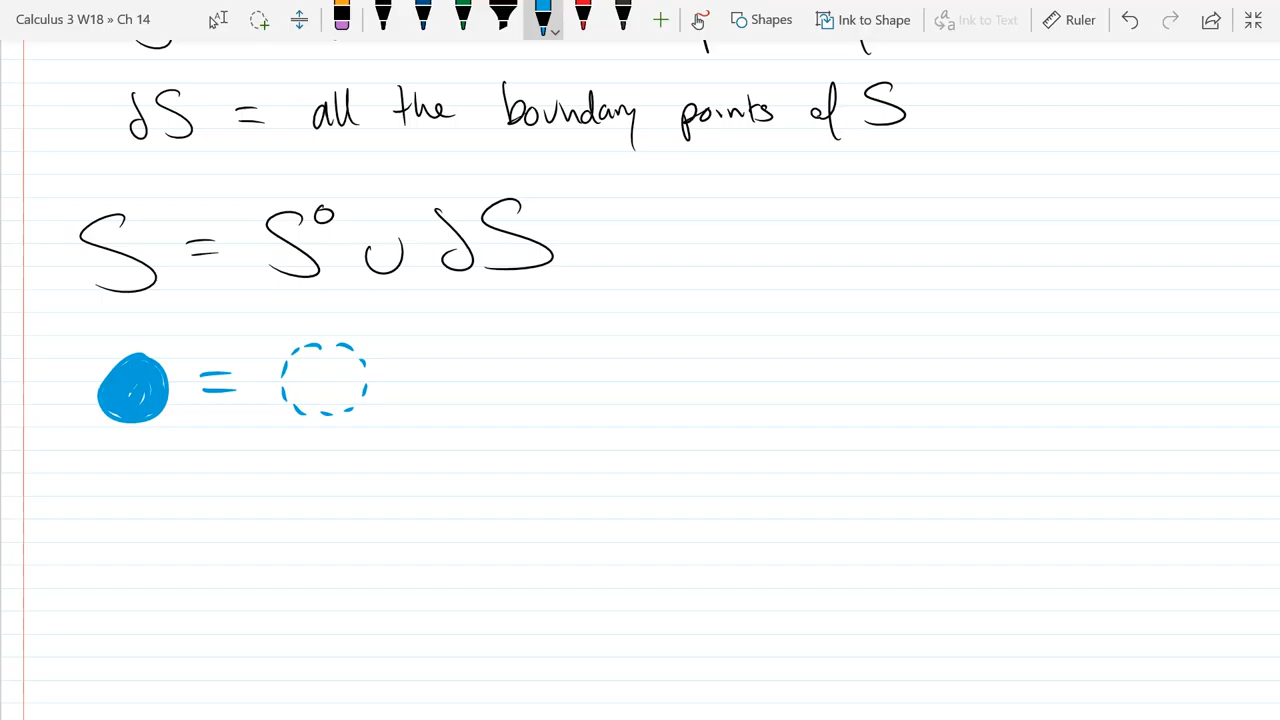 Calculus 3 W18 » Ch 14
Shapes
Ink to Shape
Ink to Text
Ruler
∂S = all the boundary points of S
S = S° ∪ ∂S
=